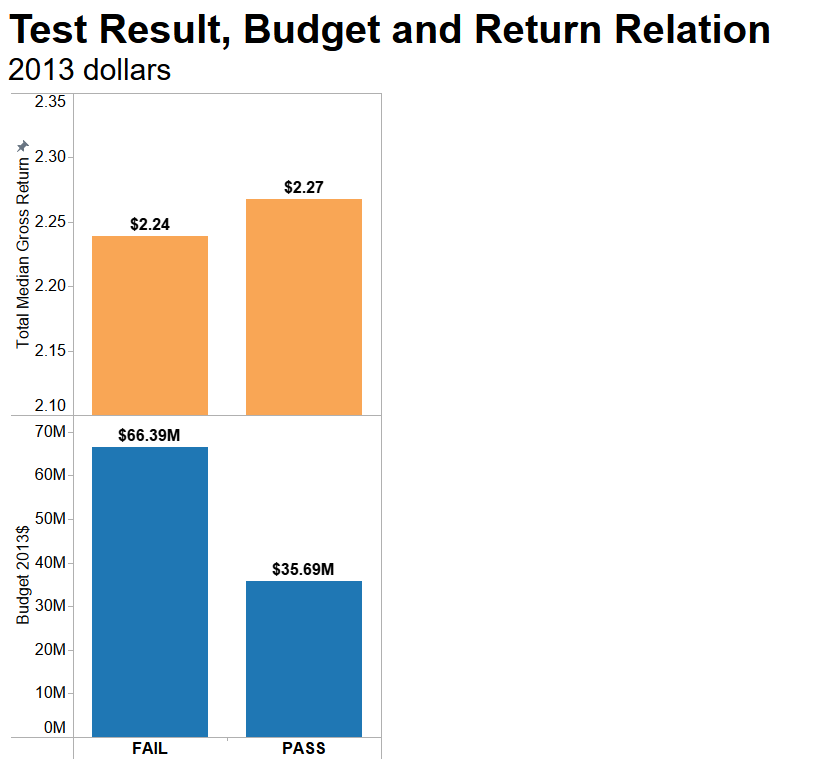 Test Result, Budget and Return Relation
2013 dollars
Total Median Gross Return
2.35
2.30
2.25
2.20
2.15
2.10
$2.24
$2.27
Budget 2013$
70M
60M
50M
40M
30M
20M
10M
0M
$66.39M
$35.69M
FAIL
PASS